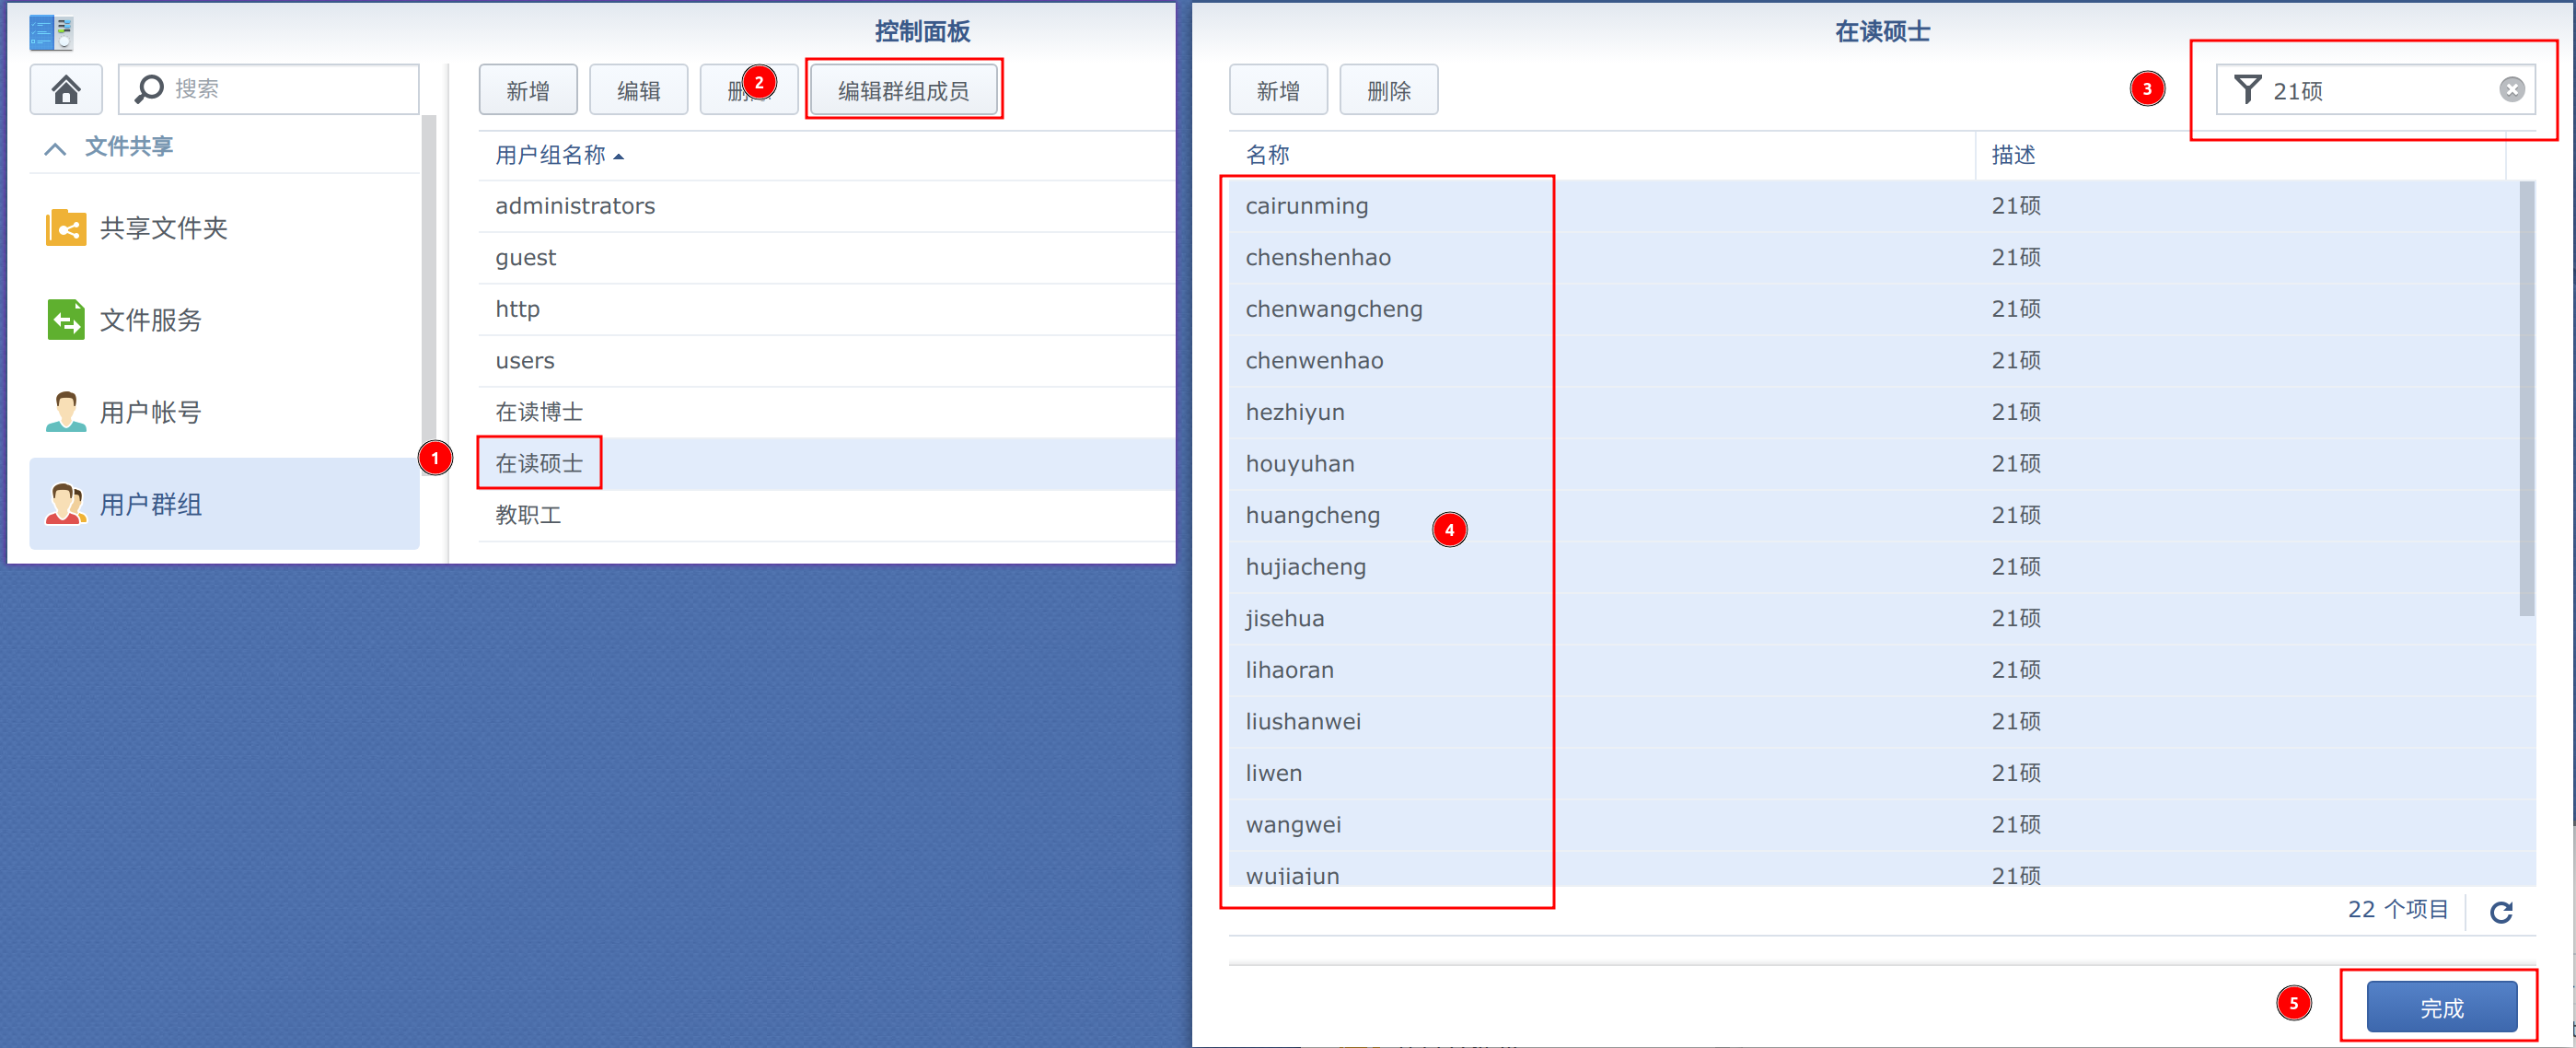 控制面板
搜索
新增
编辑
2
编辑群组成员
文件共享
共享文件夹
文件服务
用户帐号
用户群组
用户组名称
administrators
guest
http
users
在读博士
1
在读硕士
教职工
在读硕士
新增
删除
3
21硕
名称 描述
cairunming 21硕
chenshenhao 21硕
chenwangcheng 21硕
chenwenhao 21硕
hezhiyun 21硕
houyuhan 21硕
huangcheng 21硕
4
hujiacheng 21硕
jisehua 21硕
lihaoran 21硕
liushanwei 21硕
liwen 21硕
wangwei 21硕
wujiajun 21硕
22 个项目
5
完成